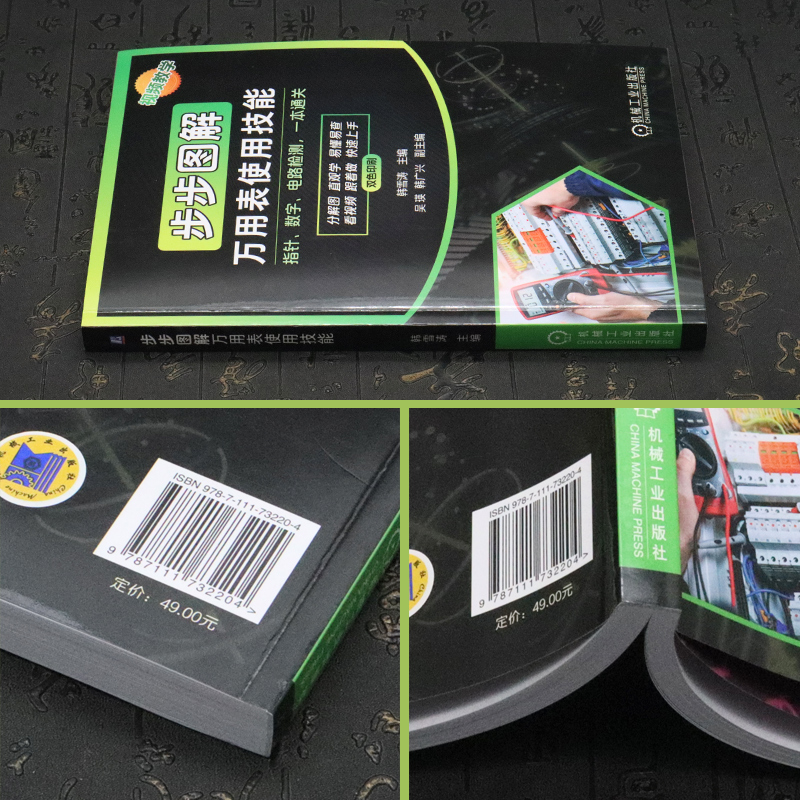 视频教学
步步图解
万用表使用技能
指针、数字、电路检测，一本通关
分解图 直观学 易懂易查
看视频 跟着做 快速上手
双色印刷
韩雪涛 主编
吴瑛 韩广兴 副主编
机械工业出版社
CHINA MACHINE PRESS
步步图解万用表使用技能
韩雪涛 主编
机械工业出版社
CHINA MACHINE PRESS
ISBN 978-7-111-73220-4
9 787111 732204 >
定价：49.00元
ISBN 978-7-111-73220-4
9 787111 732204 >
定价：49.00元
机械工业出版社
CHINA MACHINE PRESS